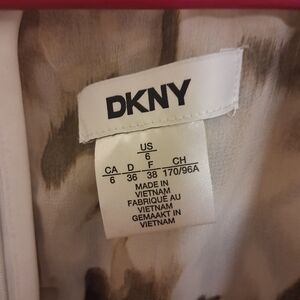 DKNY
US
6
CA D F CH
6 36 38 170/96A
MADE IN
VIETNAM
FABRIQUÉ AU
VIETNAM
GEMAAKT IN
VIETNAM